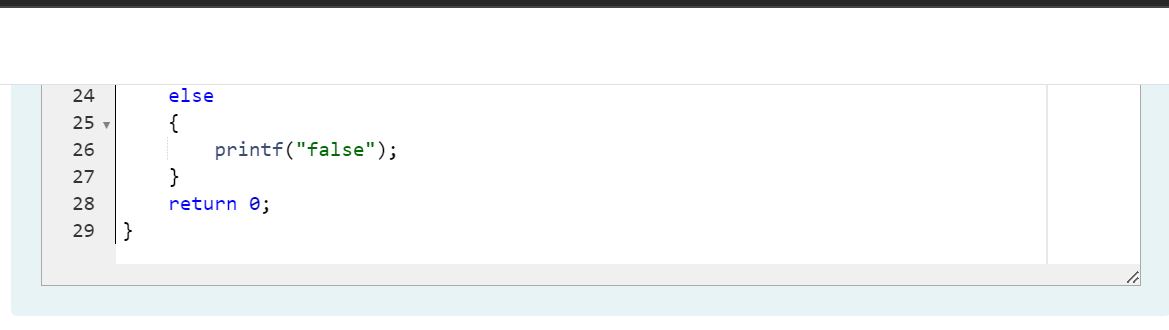 24 else
25 {
26 printf("false");
27 }
28 return 0;
29 }